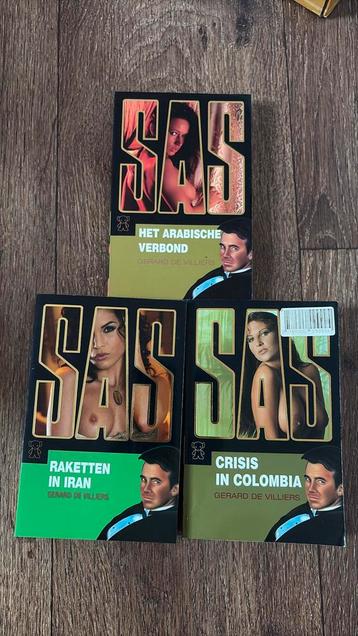 SAS
HET ARABISCHE
VERBOND
GERARD DE VILLIERS
SAS
RAKETTEN
IN IRAN
GERARD DE VILLIERS
SAS
CRISIS
IN COLOMBIA
GERARD DE VILLIERS